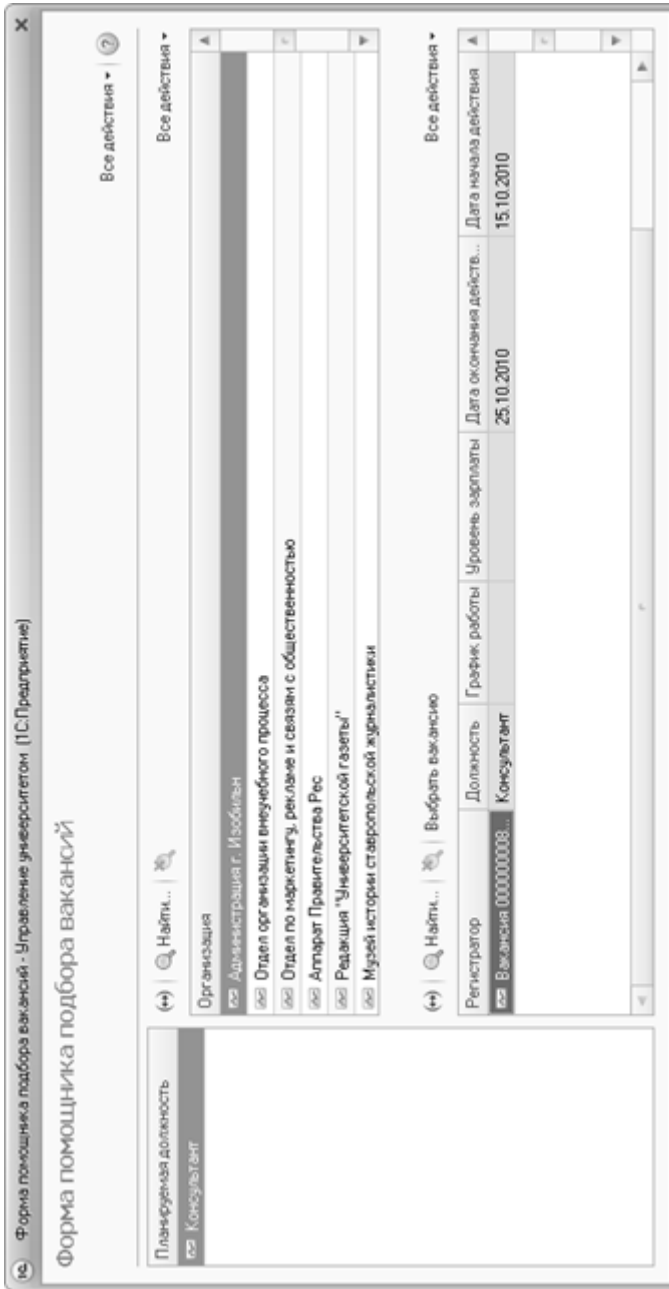 Форма помощника подбора вакансий - Управление университетом (1С:Предприятие)
Форма помощника подбора вакансий
Все действия
Планируемая должность
Консультант
Найти... Все действия
Организация
Администрация г. Изобильн
Отдел организации внеучебного процесса
Отдел по маркетингу, рекламе и связям с общественностью
Аппарат Правительства Рес
Редакция "Университетской газеты"
Музей истории ставропольской журналистики
Найти... Выбрать вакансию Все действия
Регистратор Должность График работы Уровень зарплаты Дата окончания действ... Дата начала действия
Вакансия 000000008... Консультант 25.10.2010 15.10.2010